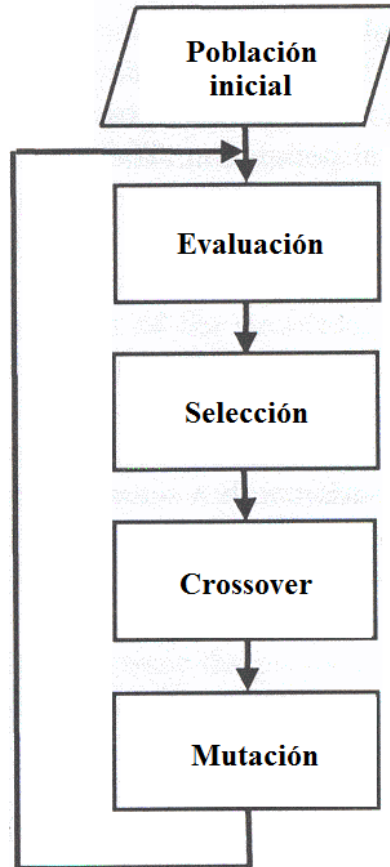 Población
inicial
Evaluación
Selección
Crossover
Mutación